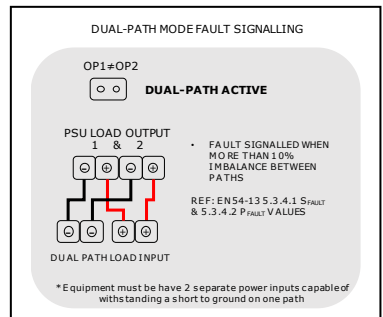 DUAL-PATH MODE FAULT SIGNALLING
OP1≠OP2
DUAL-PATH ACTIVE
PSU LOAD OUTPUT
1 & 2
• FAULT SIGNALLED WHEN
MORE THAN 10%
IMBALANCE BETWEEN
PATHS
REF: EN54-13 5.3.4.1 SFAULT
& 5.3.4.2 PFAULT VALUES
DUAL PATH LOAD INPUT
*Equipment must be have 2 separate power inputs capable of
withstanding a short to ground on one path